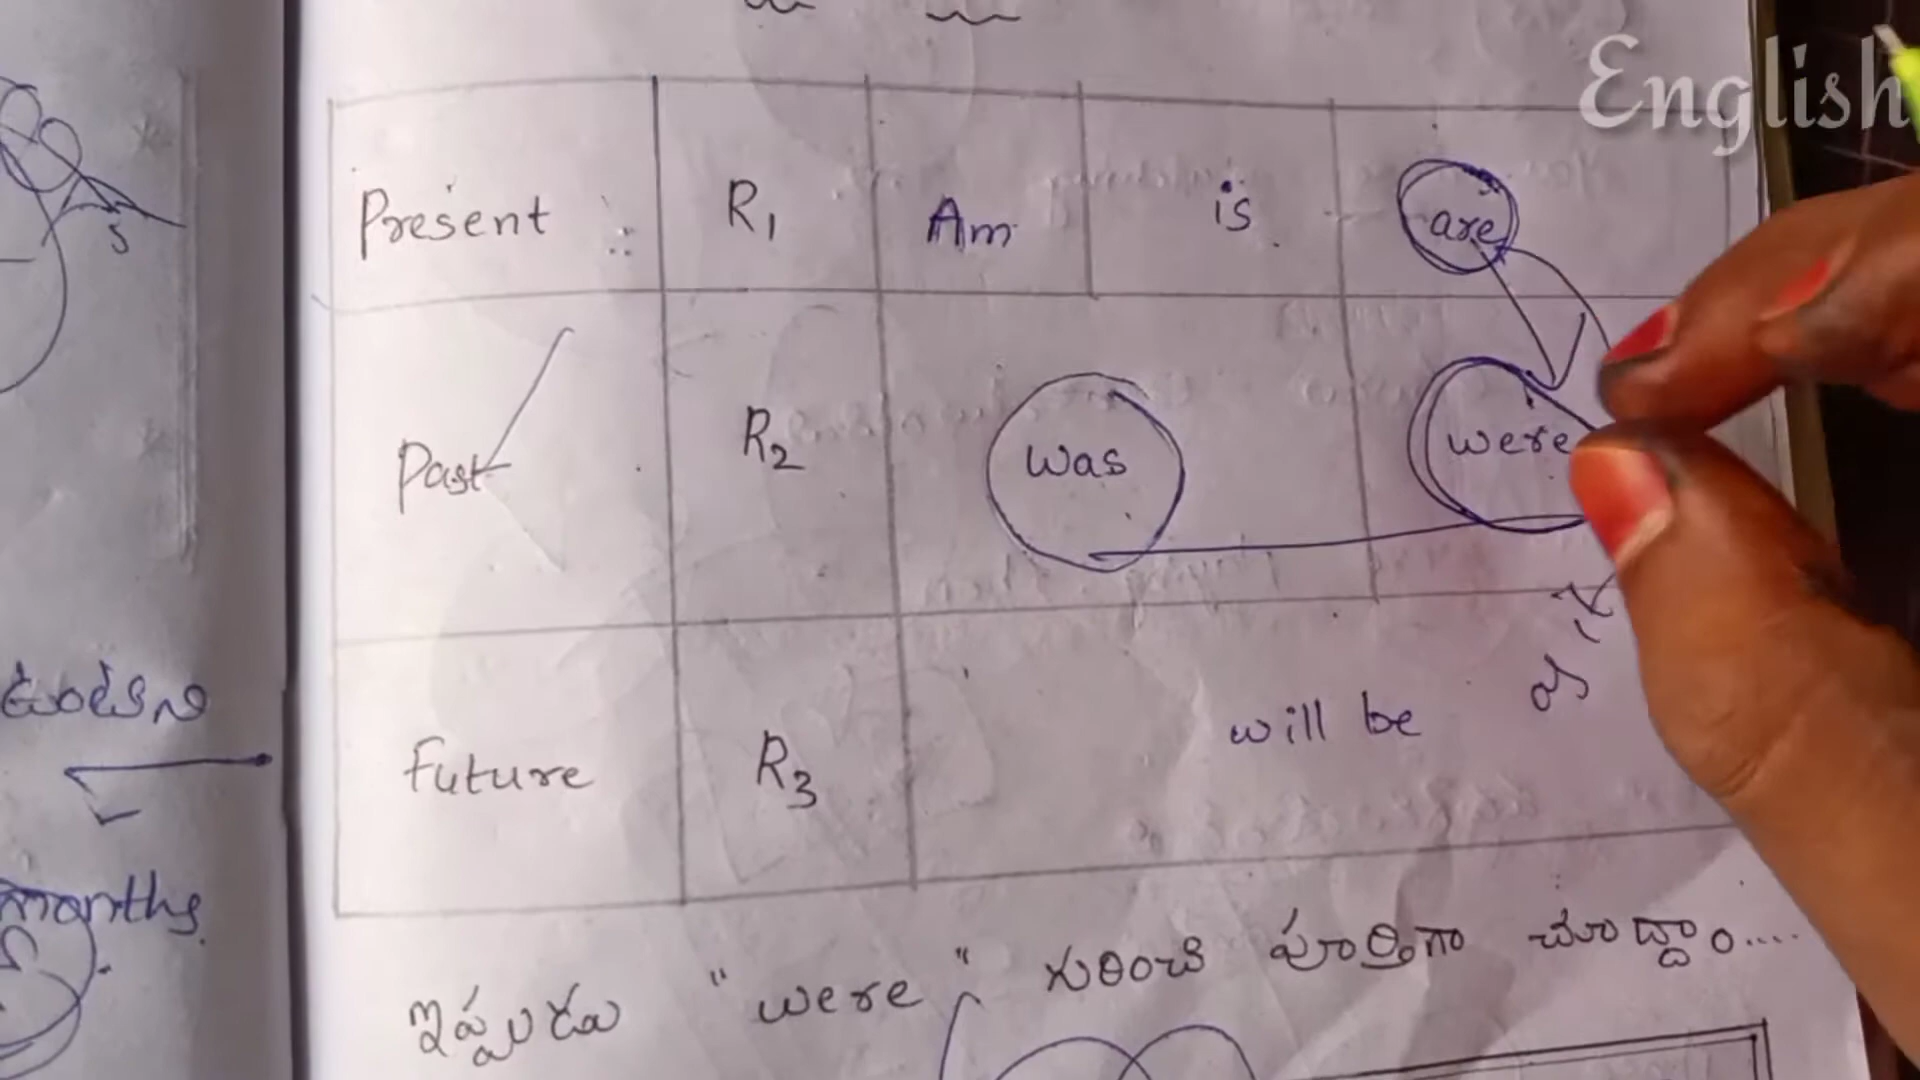 English
Present R1 Am is are
Past R2 was were
Future R3 will be
months.
ఇప్పుడు "were" గురించి పూర్తిగా చూద్దాం....